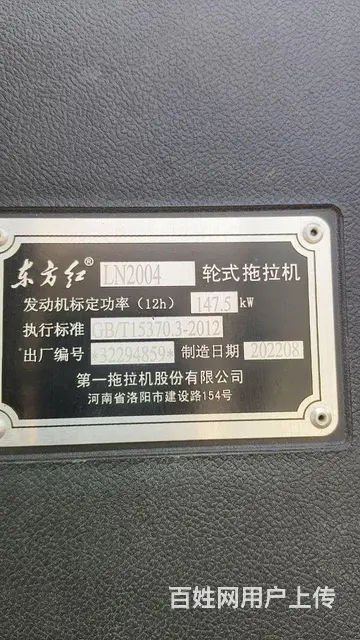 东方红® LN2004 轮式拖拉机
发动机标定功率（12h） 147.5 kW
执行标准 GB/T15370.3-2012
出厂编号 *32294859* 制造日期 202208
第一拖拉机股份有限公司
河南省洛阳市建设路154号
百姓网用户上传